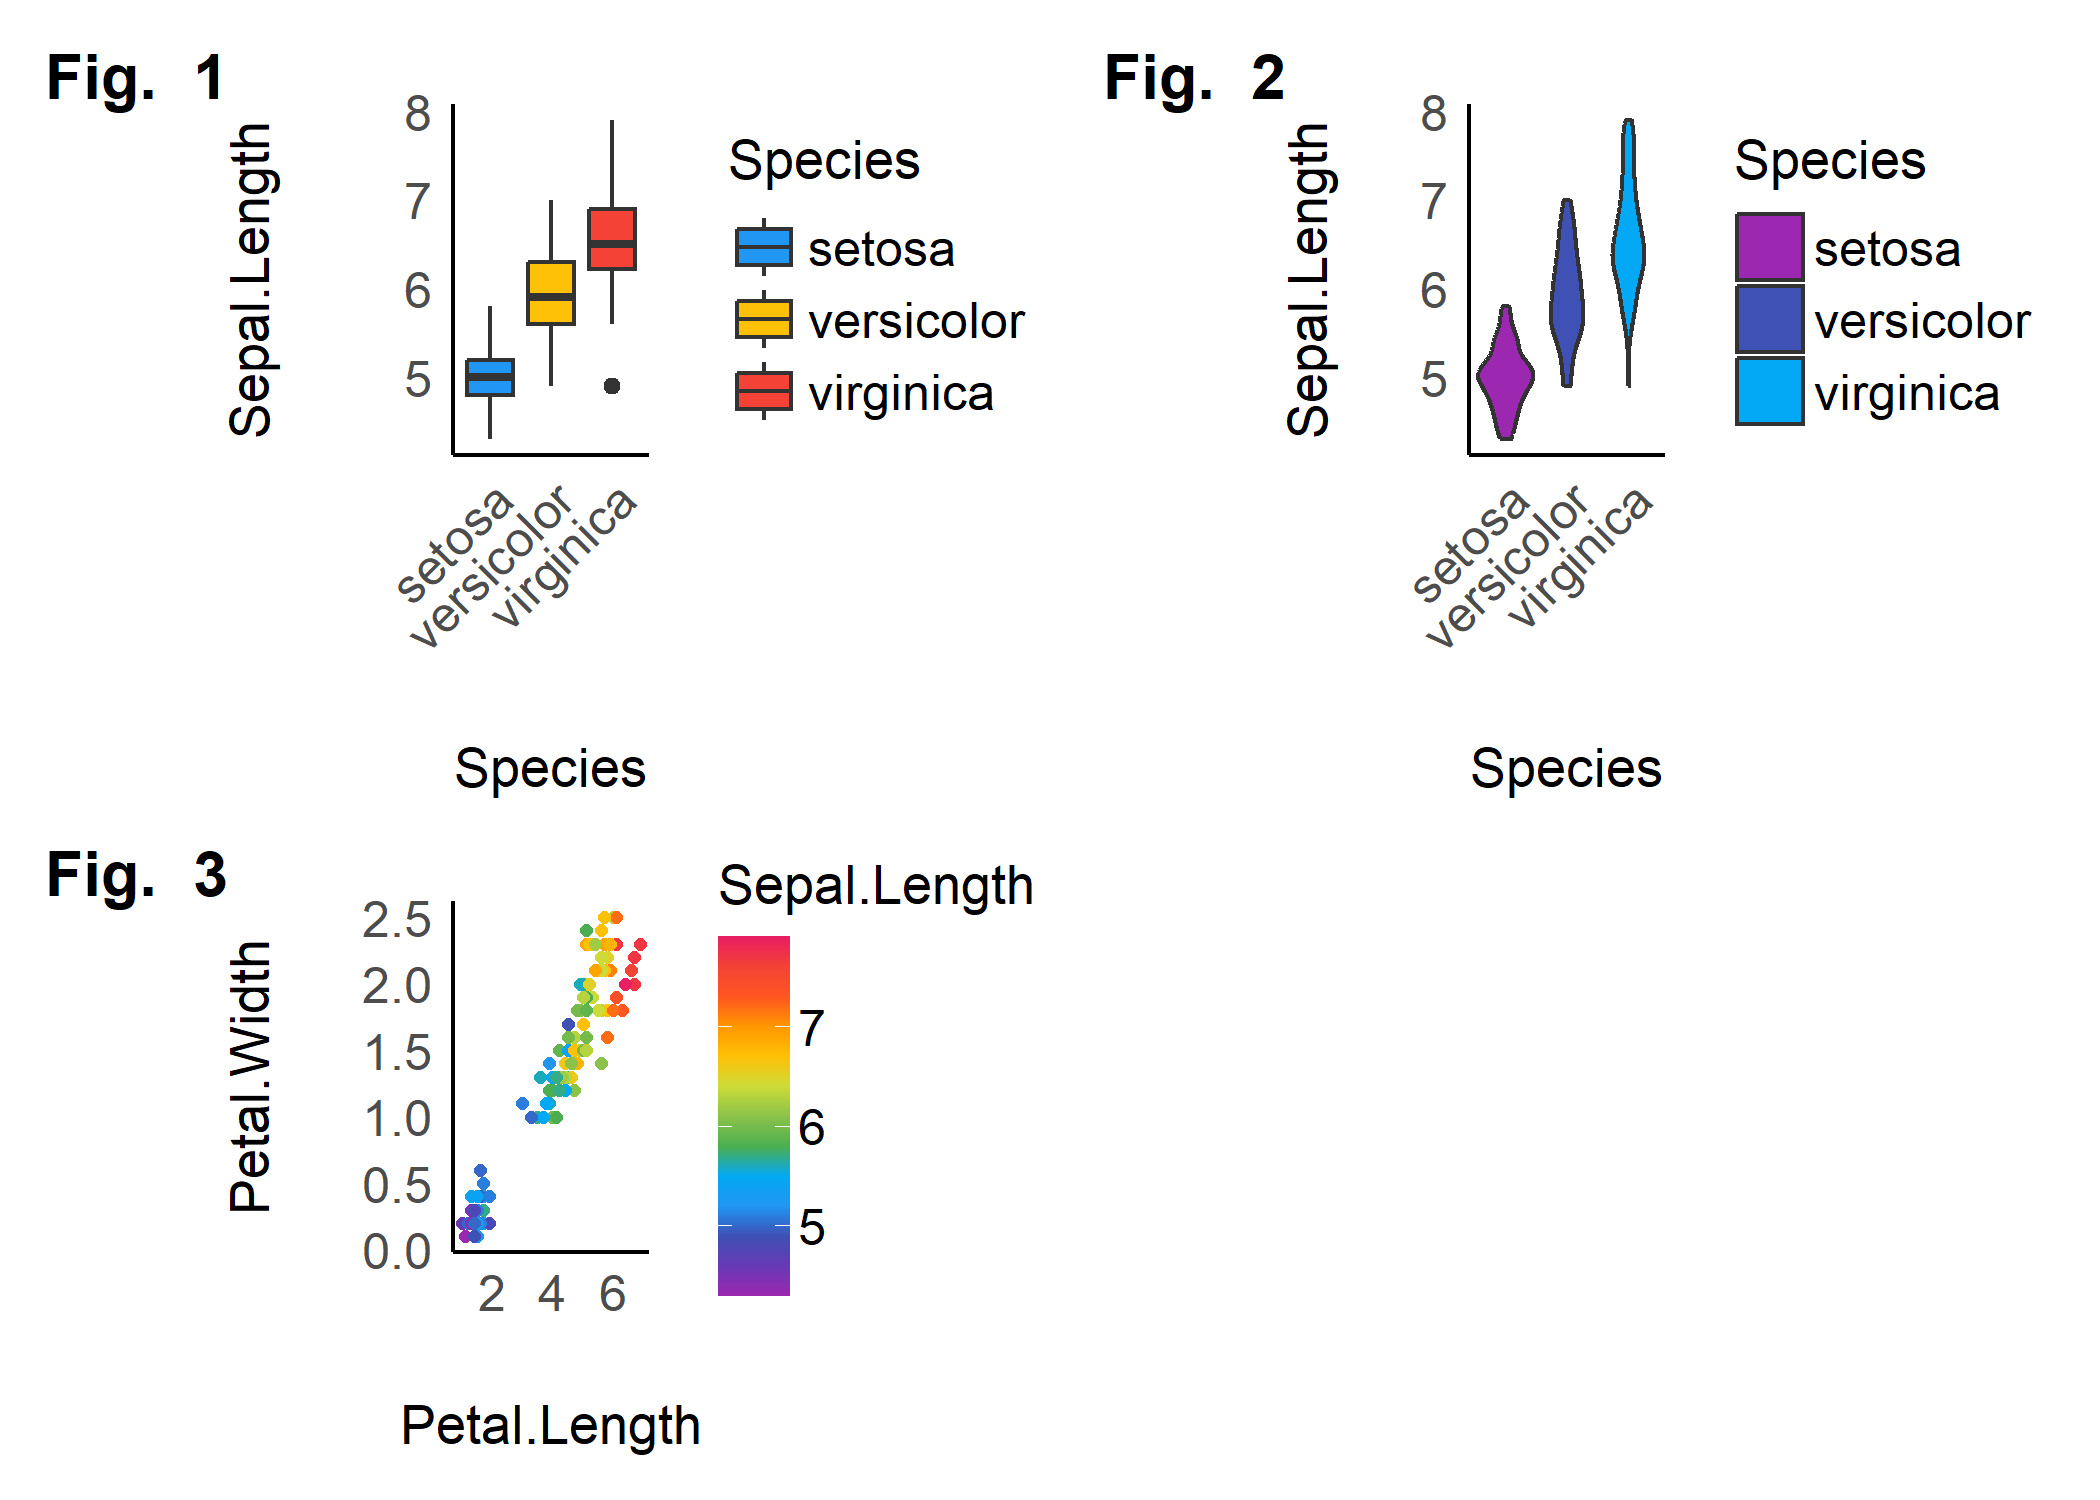 Fig.  1
Sepal.Length
8
7
6
5
setosa
versicolor
virginica
Species
Species
setosa
versicolor
virginica
Fig.  2
Sepal.Length
8
7
6
5
setosa
versicolor
virginica
Species
Species
setosa
versicolor
virginica
Fig.  3
Petal.Width
2.5
2.0
1.5
1.0
0.5
0.0
2 4 6
Petal.Length
Sepal.Length
7
6
5